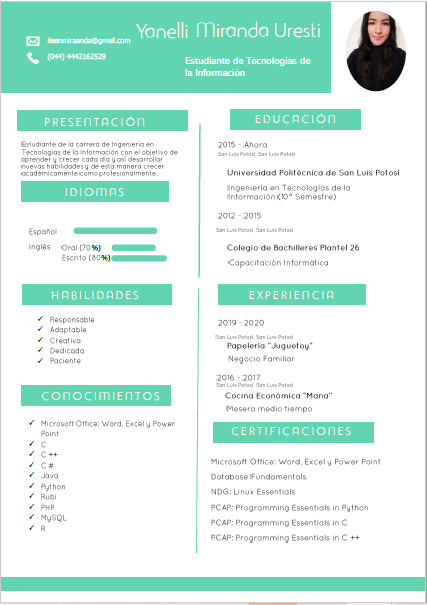 Yanelli Miranda Uresti
ileenmiraanda@gmail.com
(044) 4442162529
Estudiante de Tecnologías de
la Información
PRESENTACIÓN
Estudiante de la carrera de Ingeniería en
Tecnologías de la Información con el objetivo de
aprender y crecer cada día y así desarrollar
nuevas habilidades y de esta manera crecer
académicamente como profesionalmente.
IDIOMAS
Español
Inglés Oral (70%)
Escrito (80%)
HABILIDADES
✓ Responsable
✓ Adaptable
✓ Creativa
✓ Dedicada
✓ Paciente
CONOCIMIENTOS
✓ Microsoft Office: Word, Excel y Power
Point
✓ C
✓ C ++
✓ C #
✓ Java
✓ Python
✓ Rubi
✓ PHP
✓ MySQL
✓ R
EDUCACIÓN
2015 - Ahora
San Luis Potosí, San Luis Potosí
Universidad Politécnica de San Luis Potosí
Ingeniería en Tecnologías de la
Información (10° Semestre)
2012 - 2015
San Luis Potosí, San Luis Potosí
Colegio de Bachilleres Plantel 26
Capacitación Informática
EXPERIENCIA
2019 - 2020
San Luis Potosí, San Luis Potosí
Papelería "Juguetoy"
Negocio Familiar
2016 - 2017
San Luis Potosí, San Luis Potosí
Cocina Económica "Mana"
Mesera medio tiempo
CERTIFICACIONES
Microsoft Office: Word, Excel y Power Point
Database Fundamentals
NDG: Linux Essentials
PCAP: Programming Essentials in Python
PCAP: Programming Essentials in C
PCAP: Programming Essentials in C ++